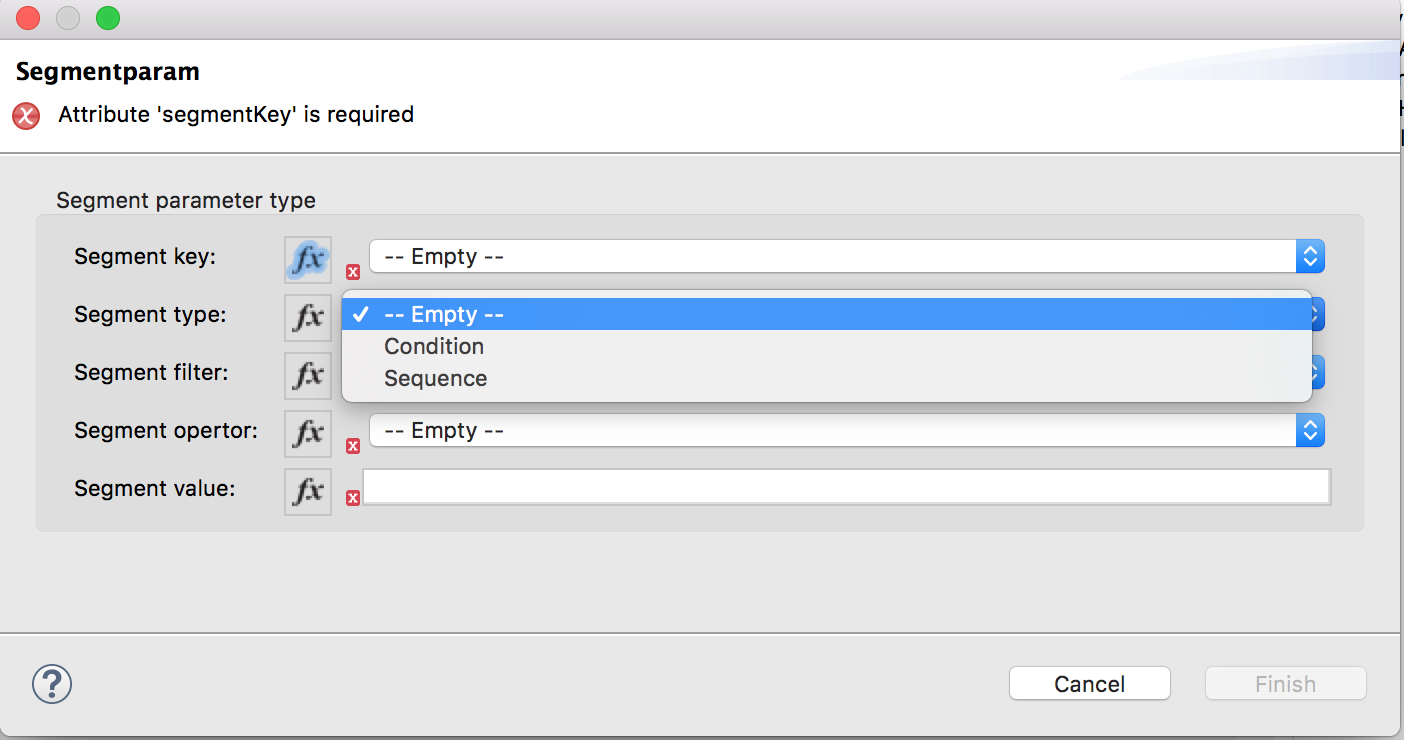 Segmentparam
Attribute 'segmentKey' is required
Segment parameter type
Segment key: fx -- Empty --
Segment type: fx -- Empty --
Condition
Segment filter: fx Sequence
Segment opertor: fx -- Empty --
Segment value: fx
? Cancel Finish